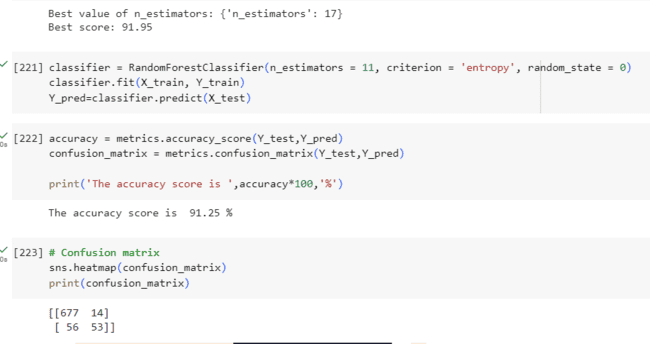 Best value of n_estimators: {'n_estimators': 17}
Best score: 91.95
[221] classifier = RandomForestClassifier(n_estimators = 11, criterion = 'entropy', random_state = 0)
classifier.fit(X_train, Y_train)
Y_pred=classifier.predict(X_test)
[222] accuracy = metrics.accuracy_score(Y_test,Y_pred)
0s
confusion_matrix = metrics.confusion_matrix(Y_test,Y_pred)
print('The accuracy score is ',accuracy*100,'%')
The accuracy score is  91.25 %
[223] # Confusion matrix
0s
sns.heatmap(confusion_matrix)
print(confusion_matrix)
[[677  14]
[ 56  53]]